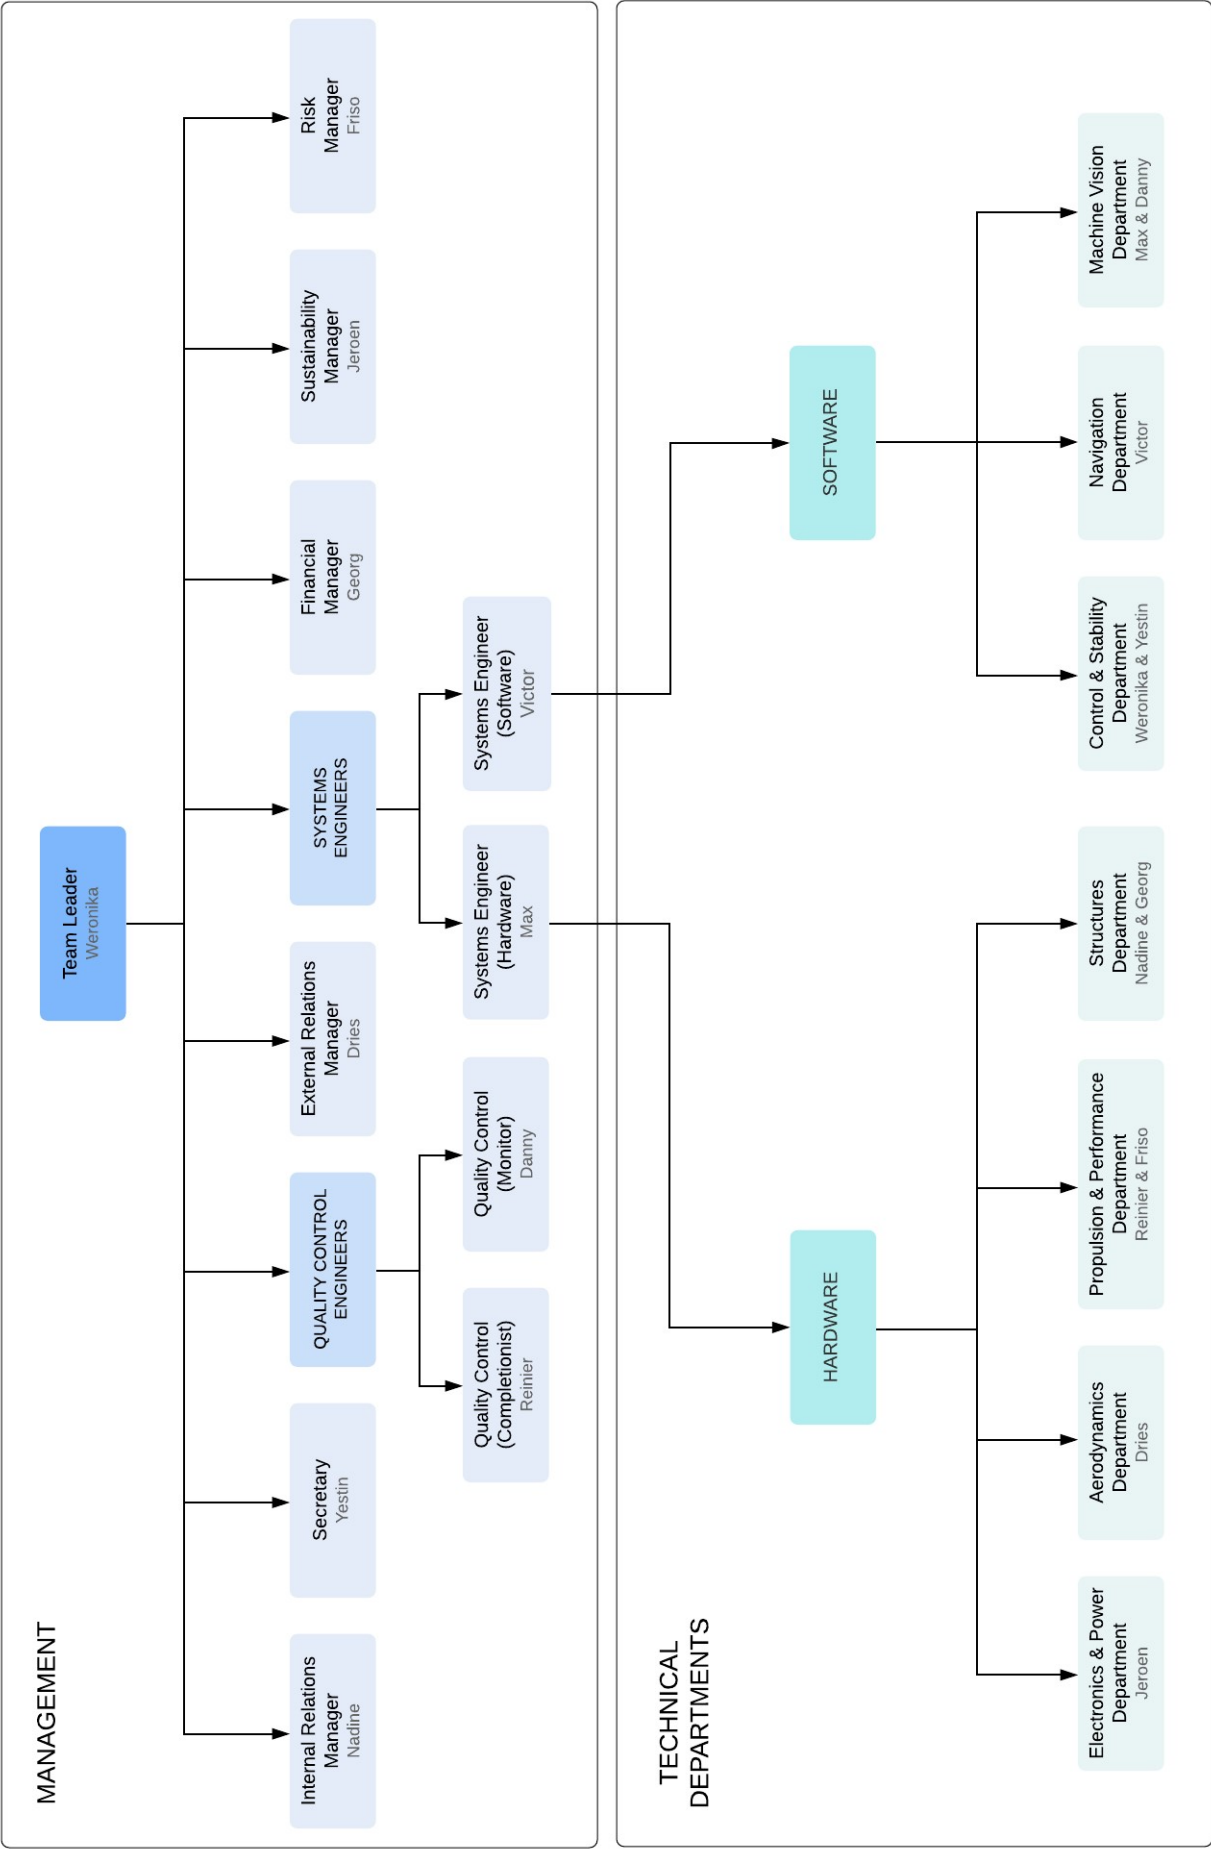 MANAGEMENT
Team Leader
Weronika
Internal Relations
Manager
Nadine
Secretary
Yestin
QUALITY CONTROL
ENGINEERS
External Relations
Manager
Dries
SYSTEMS
ENGINEERS
Financial
Manager
Georg
Sustainability
Manager
Jeroen
Risk
Manager
Friso
Quality Control
(Completionist)
Reinier
Quality Control
(Monitor)
Danny
Systems Engineer
(Hardware)
Max
Systems Engineer
(Software)
Victor
TECHNICAL
DEPARTMENTS
HARDWARE
SOFTWARE
Electronics & Power
Department
Jeroen
Aerodynamics
Department
Dries
Propulsion & Performance
Department
Reinier & Friso
Structures
Department
Nadine & Georg
Control & Stability
Department
Weronika & Yestin
Navigation
Department
Victor
Machine Vision
Department
Max & Danny